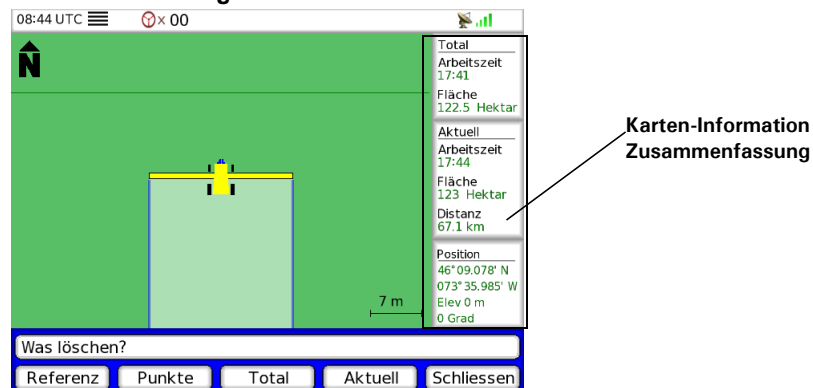 08:44 UTC
× 00
N
Total
Arbeitszeit
17:41
Fläche
122.5 Hektar
Aktuell
Arbeitszeit
17:44
Fläche
123 Hektar
Distanz
67.1 km
Position
46°09.078' N
073°35.985' W
Elev 0 m
0 Grad
7 m
Karten-Information
Zusammenfassung
Was löschen?
Referenz Punkte Total Aktuell Schliessen